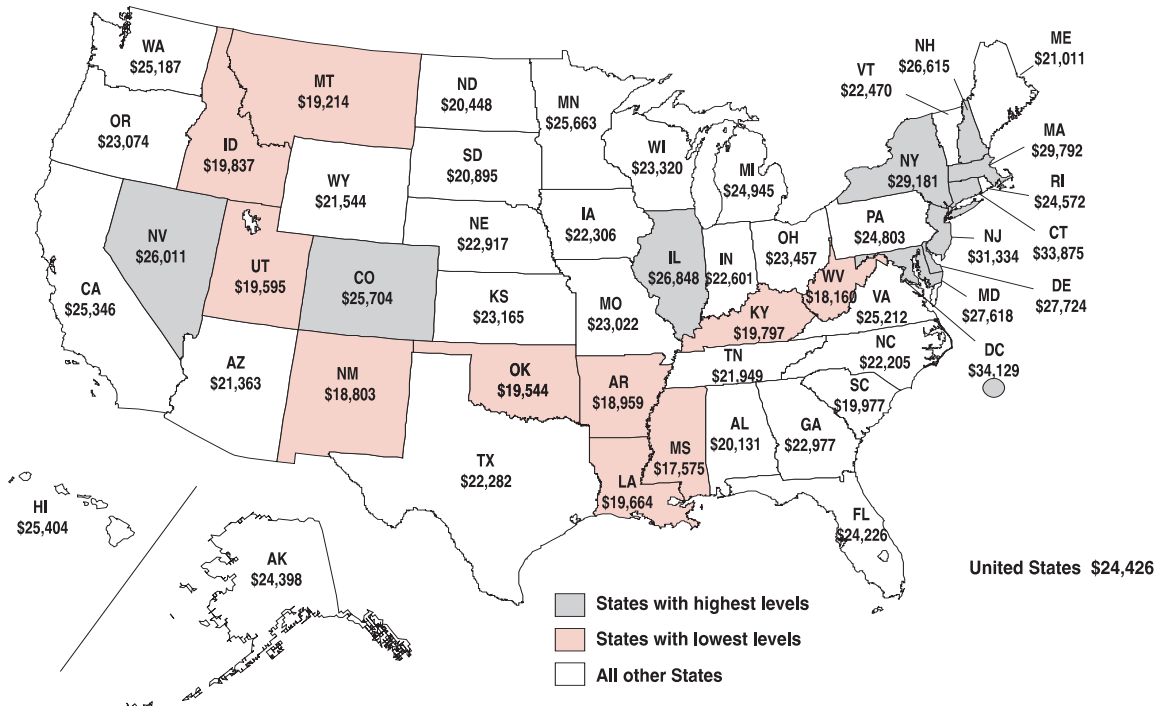 WA
$25,187
OR
$23,074
CA
$25,346
NV
$26,011
ID
$19,837
MT
$19,214
WY
$21,544
UT
$19,595
CO
$25,704
AZ
$21,363
NM
$18,803
ND
$20,448
SD
$20,895
NE
$22,917
KS
$23,165
OK
$19,544
TX
$22,282
MN
$25,663
IA
$22,306
MO
$23,022
AR
$18,959
LA
$19,664
WI
$23,320
IL
$26,848
MI
$24,945
IN
$22,601
OH
$23,457
KY
$19,797
TN
$21,949
MS
$17,575
AL
$20,131
GA
$22,977
FL
$24,226
SC
$19,977
NC
$22,205
VA
$25,212
WV
$18,160
PA
$24,803
NY
$29,181
VT
$22,470
NH
$26,615
ME
$21,011
MA
$29,792
RI
$24,572
CT
$33,875
NJ
$31,334
DE
$27,724
MD
$27,618
DC
$34,129
HI
$25,404
AK
$24,398
United States $24,426
States with highest levels
States with lowest levels
All other States